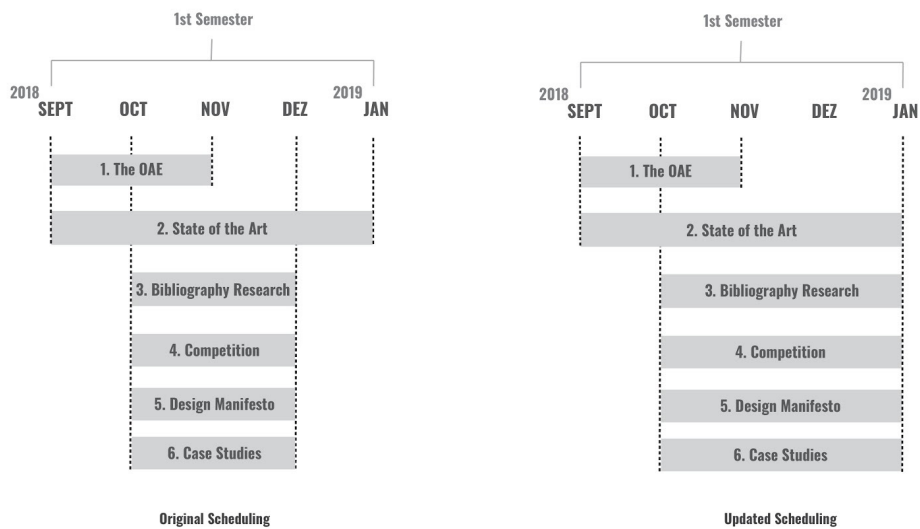 1st Semester
2018
2019
SEPT OCT NOV DEZ JAN
1. The OAE
2. State of the Art
3. Bibliography Research
4. Competition
5. Design Manifesto
6. Case Studies
Original Scheduling
1st Semester
2018
2019
SEPT OCT NOV DEZ JAN
1. The OAE
2. State of the Art
3. Bibliography Research
4. Competition
5. Design Manifesto
6. Case Studies
Updated Scheduling